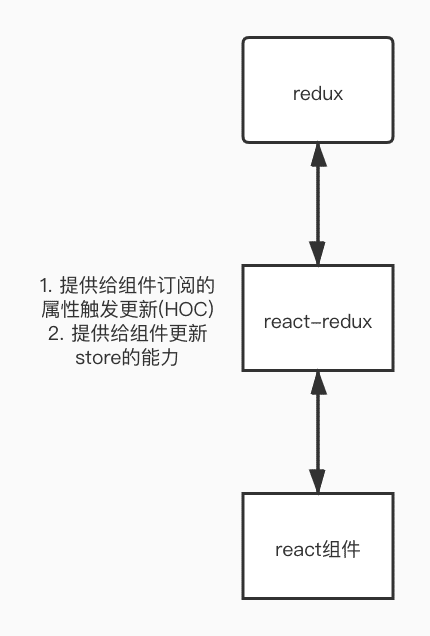 redux
1. 提供给组件订阅的
属性触发更新(HOC)
2. 提供给组件更新
store的能力
react-redux
react组件